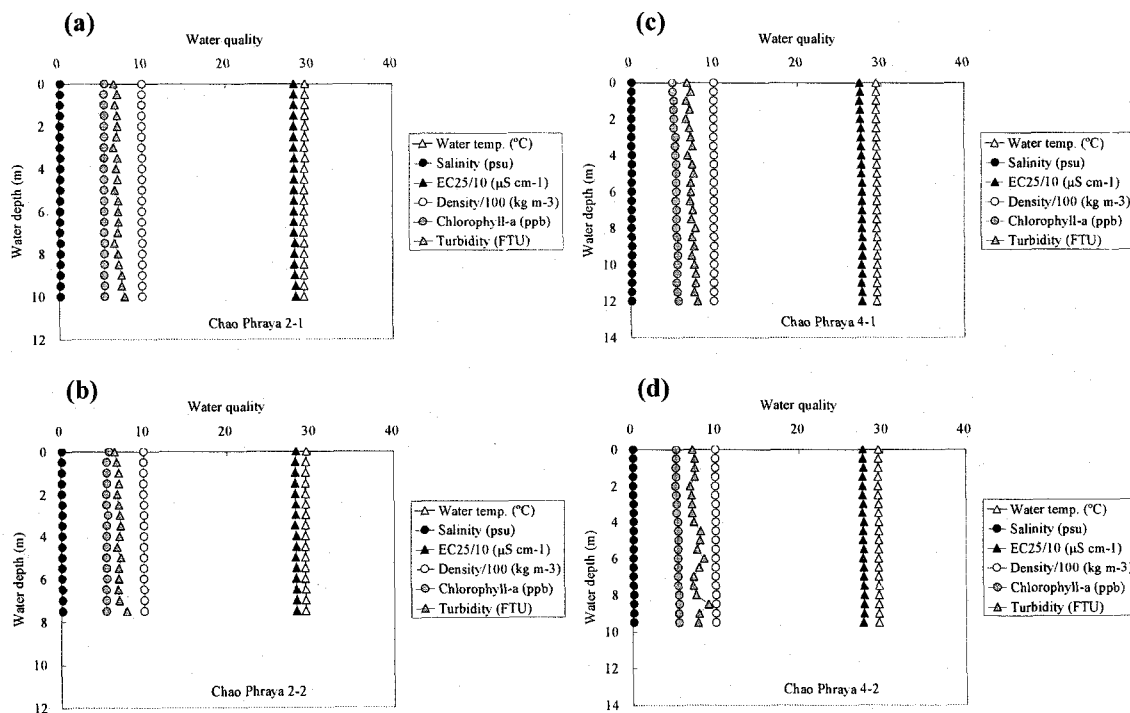 (a)
Water quality
0 10 20 30 40
0
2
4
6
8
10
12
Water depth (m)
Chao Phraya 2-1
Water temp. (ºC)
Salinity (psu)
EC25/10 (μS cm-1)
Density/100 (kg m-3)
Chlorophyll-a (ppb)
Turbidity (FTU)
(c)
Water quality
0 10 20 30 40
0
2
4
6
8
10
12
14
Water depth (m)
Chao Phraya 4-1
Water temp. (ºC)
Salinity (psu)
EC25/10 (μS cm-1)
Density/100 (kg m-3)
Chlorophyll-a (ppb)
Turbidity (FTU)
(b)
Water quality
0 10 20 30 40
0
2
4
6
8
10
12
Water depth (m)
Chao Phraya 2-2
Water temp. (ºC)
Salinity (psu)
EC25/10 (μS cm-1)
Density/100 (kg m-3)
Chlorophyll-a (ppb)
Turbidity (FTU)
(d)
Water quality
0 10 20 30 40
0
2
4
6
8
10
12
14
Water depth (m)
Chao Phraya 4-2
Water temp. (ºC)
Salinity (psu)
EC25/10 (μS cm-1)
Density/100 (kg m-3)
Chlorophyll-a (ppb)
Turbidity (FTU)